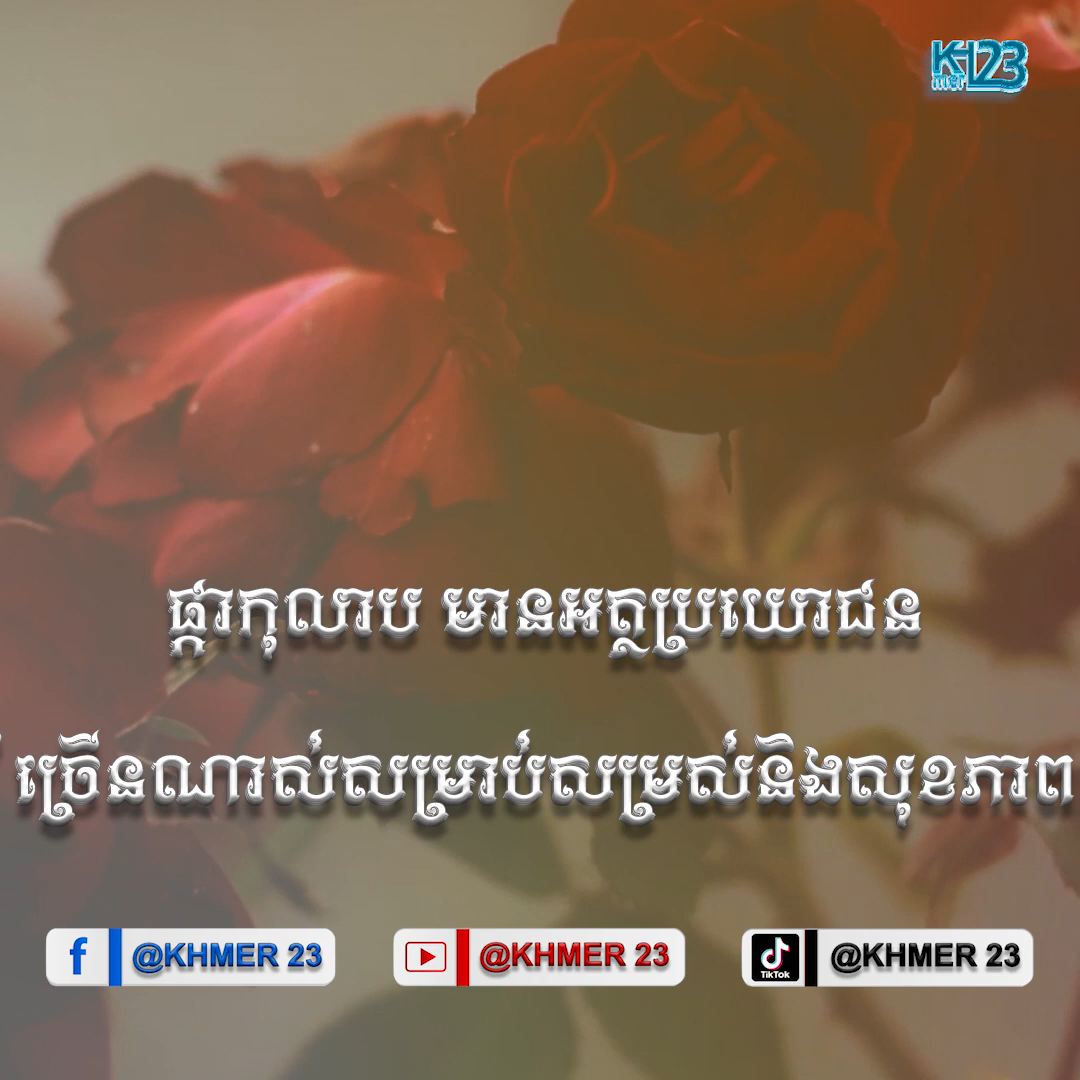 KHmer 23
ផ្កាកុលាប មានអត្ថប្រយោជន
ច្រើនណាស់សម្រាប់សម្រស់និងសុខភាព
@KHMER 23
@KHMER 23
TikTok
@KHMER 23